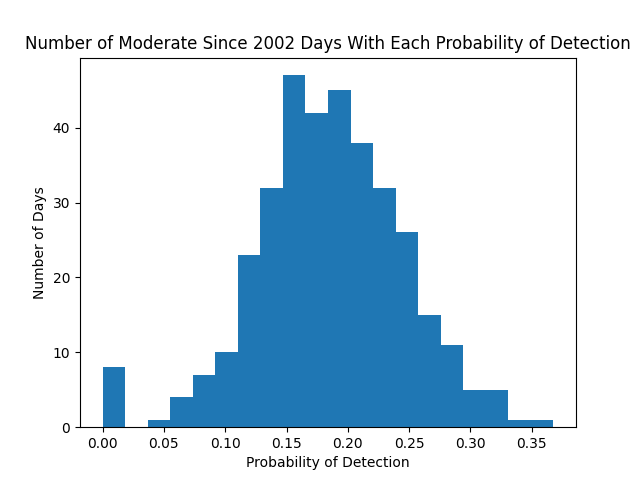 Number of Moderate Since 2002 Days With Each Probability of Detection
Number of Days
40
30
20
10
0
0.00 0.05 0.10 0.15 0.20 0.25 0.30 0.35
Probability of Detection